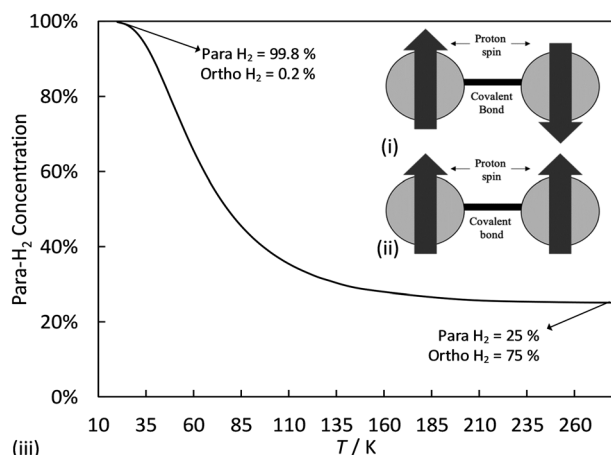 100%
80%
60%
40%
20%
0%
Para-H₂ Concentration
Para H₂ = 99.8 %
Ortho H₂ = 0.2 %
Proton
spin
Covalent
Bond
(i)
Proton
spin
Covalent
bond
(ii)
Para H₂ = 25 %
Ortho H₂ = 75 %
10 35 60 85 110 135 160 185 210 235 260
(iii)
T / K